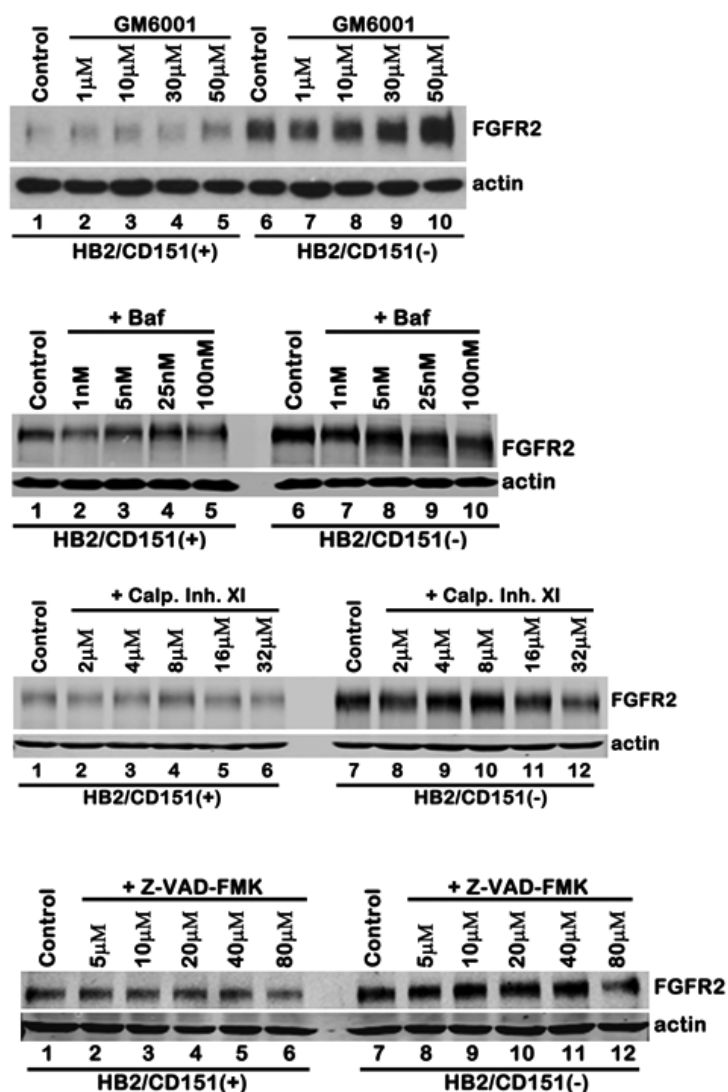 GM6001 GM6001
Control 1µM 10µM 30µM 50µM Control 1µM 10µM 30µM 50µM
FGFR2
actin
1 2 3 4 5 6 7 8 9 10
HB2/CD151(+) HB2/CD151(-)
+ Baf + Baf
Control 1nM 5nM 25nM 100nM Control 1nM 5nM 25nM 100nM
FGFR2
actin
1 2 3 4 5 6 7 8 9 10
HB2/CD151(+) HB2/CD151(-)
+ Calp. Inh. XI + Calp. Inh. XI
Control 2µM 4µM 8µM 16µM 32µM Control 2µM 4µM 8µM 16µM 32µM
FGFR2
actin
1 2 3 4 5 6 7 8 9 10 11 12
HB2/CD151(+) HB2/CD151(-)
+ Z-VAD-FMK + Z-VAD-FMK
Control 5µM 10µM 20µM 40µM 80µM Control 5µM 10µM 20µM 40µM 80µM
FGFR2
actin
1 2 3 4 5 6 7 8 9 10 11 12
HB2/CD151(+) HB2/CD151(-)